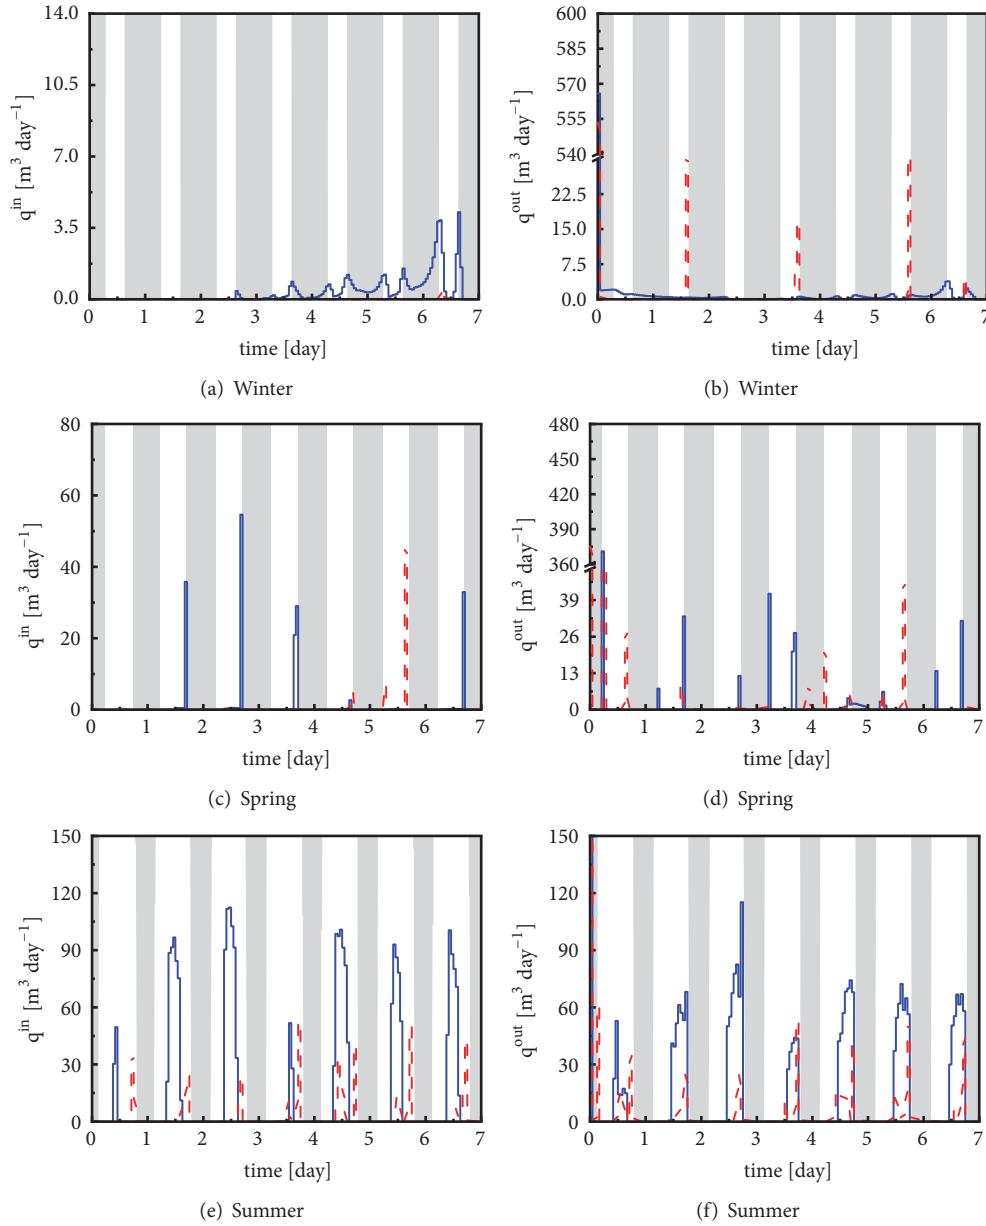 14.0
10.5
7.0
3.5
0.0
q^in [m^3 day^−1]
0 1 2 3 4 5 6 7
time [day]
(a) Winter
600
585
570
555
540
22.5
15.0
7.5
0.0
q^out [m^3 day^−1]
0 1 2 3 4 5 6 7
time [day]
(b) Winter
80
60
40
20
0
q^in [m^3 day^−1]
0 1 2 3 4 5 6 7
time [day]
(c) Spring
480
450
420
390
360
39
26
13
0
q^out [m^3 day^−1]
0 1 2 3 4 5 6 7
time [day]
(d) Spring
150
120
90
60
30
0
q^in [m^3 day^−1]
0 1 2 3 4 5 6 7
time [day]
(e) Summer
150
120
90
60
30
0
q^out [m^3 day^−1]
0 1 2 3 4 5 6 7
time [day]
(f) Summer